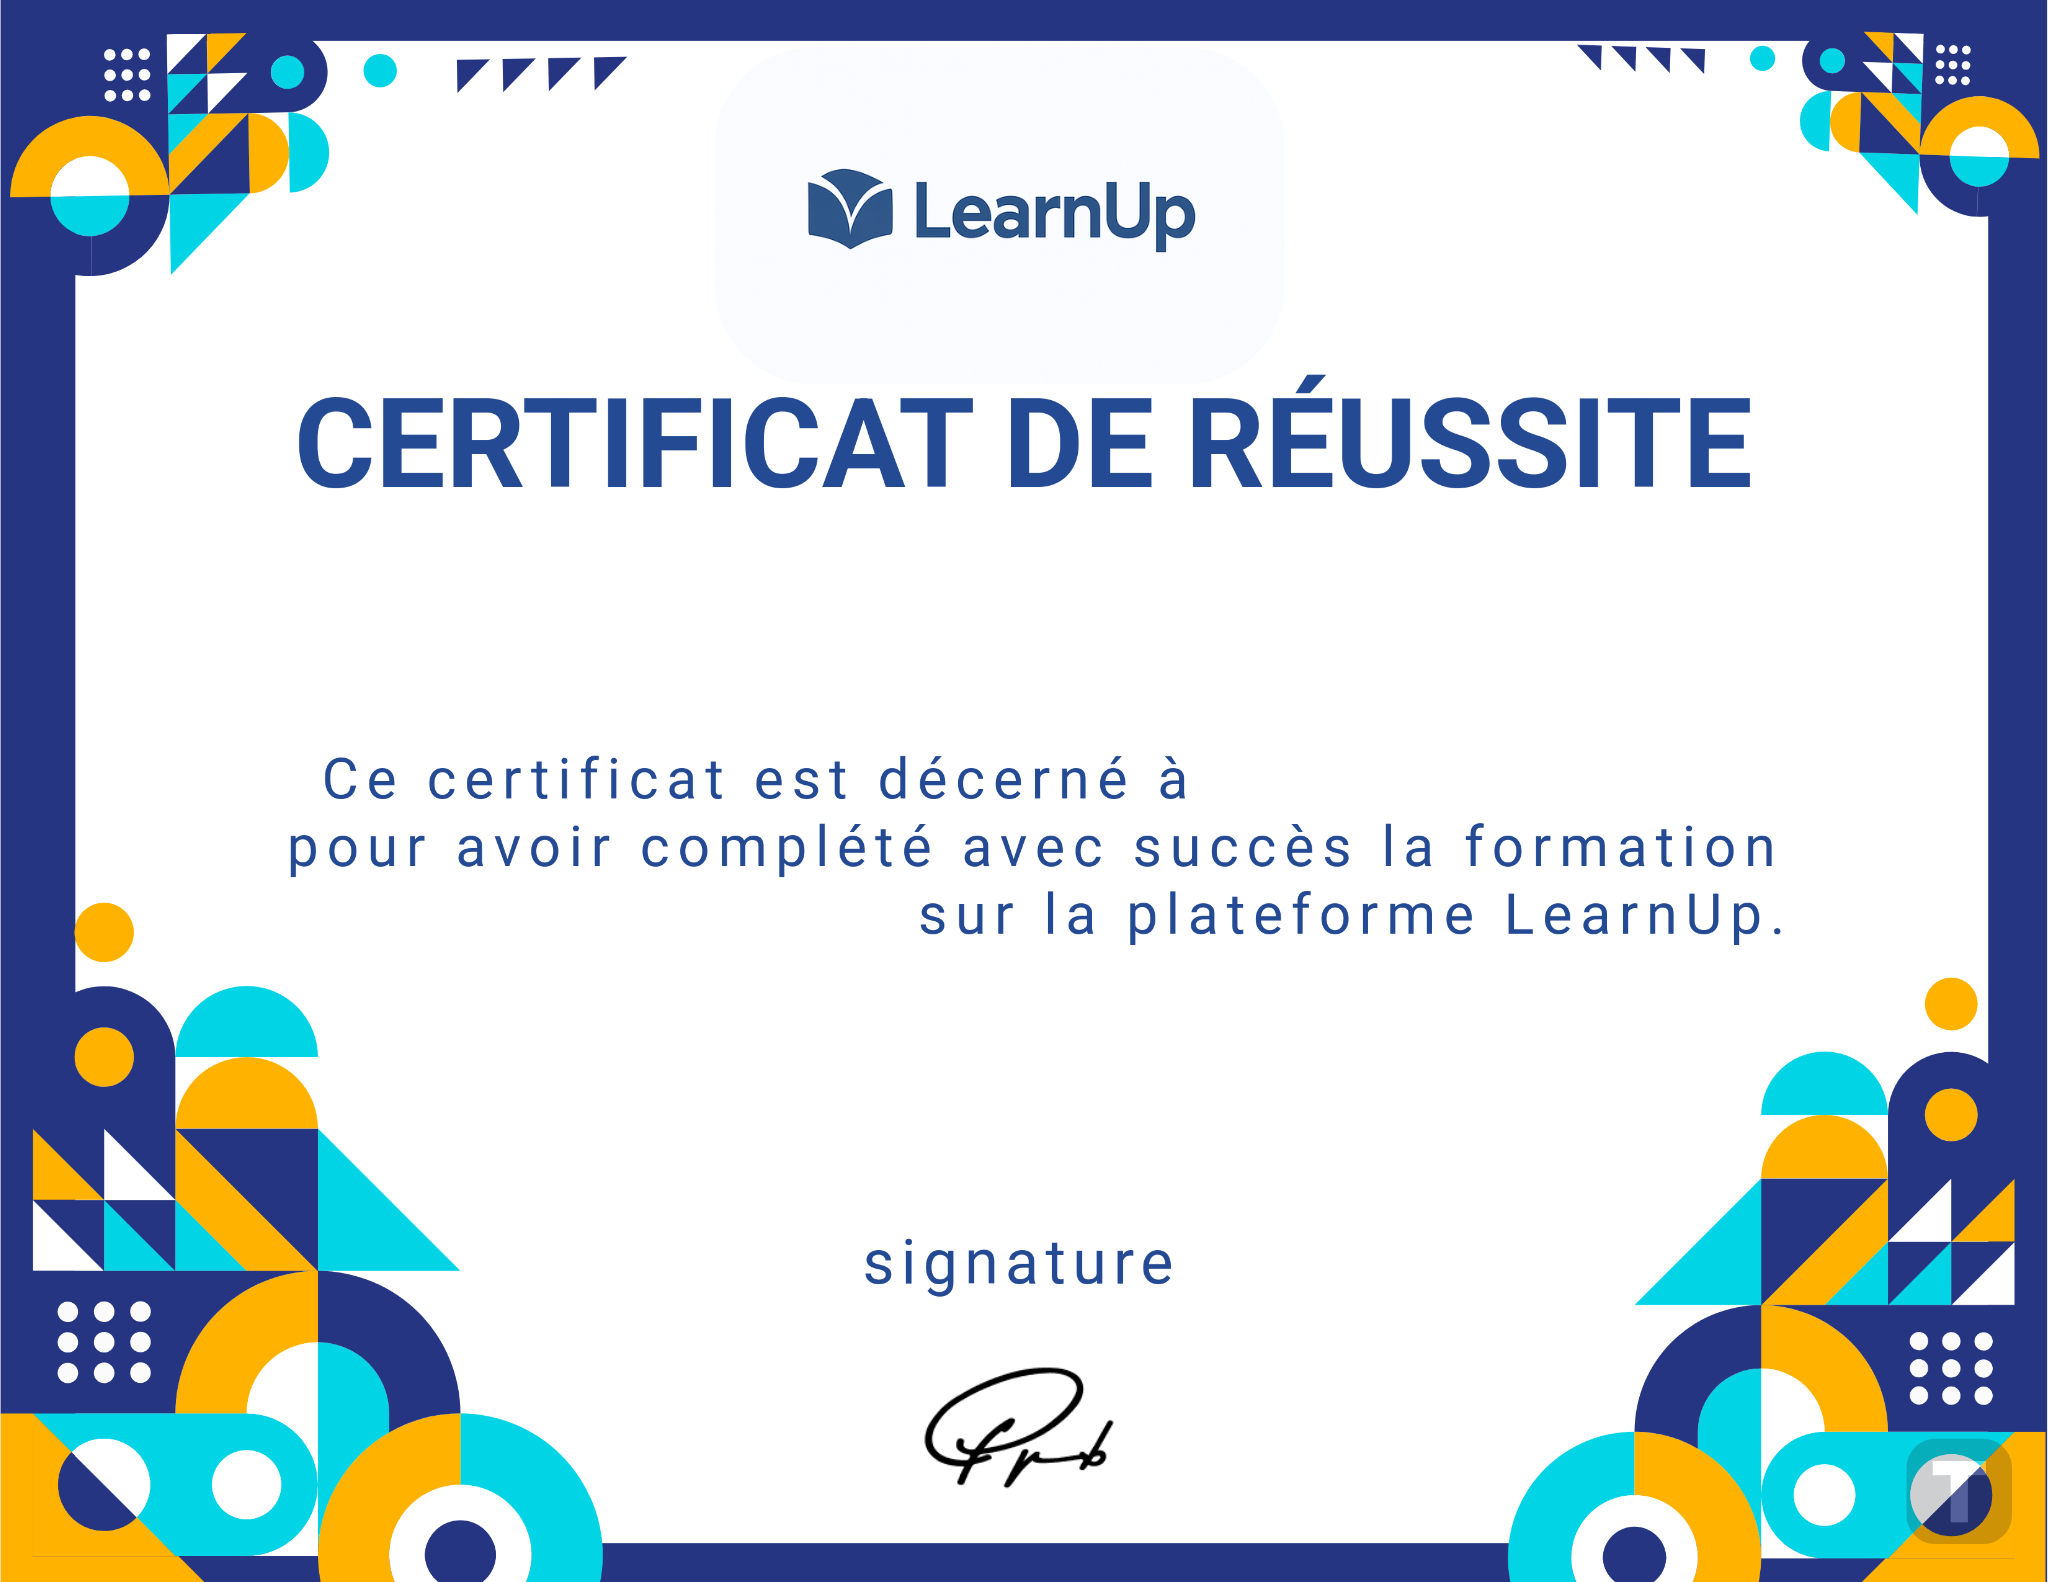 LearnUp
CERTIFICAT DE RÉUSSITE
Ce certificat est décerné à
pour avoir complété avec succès la formation
sur la plateforme LearnUp.
signature
T